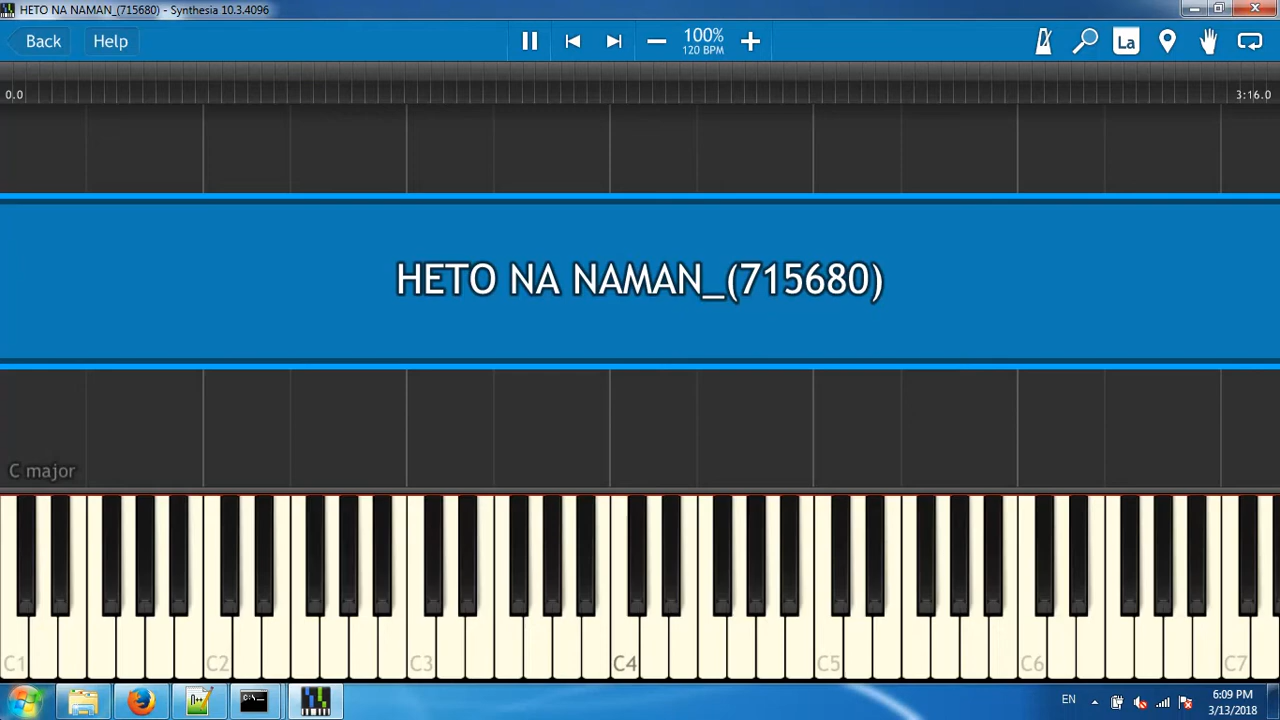 HETO NA NAMAN_(715680) - Synthesia 10.3.4096
Back
Help
100%
120 BPM
La
0.0
3:16.0
HETO NA NAMAN_(715680)
C major
C1
C2
C3
C4
C5
C6
C7
EN
6:09 PM
3/13/2018